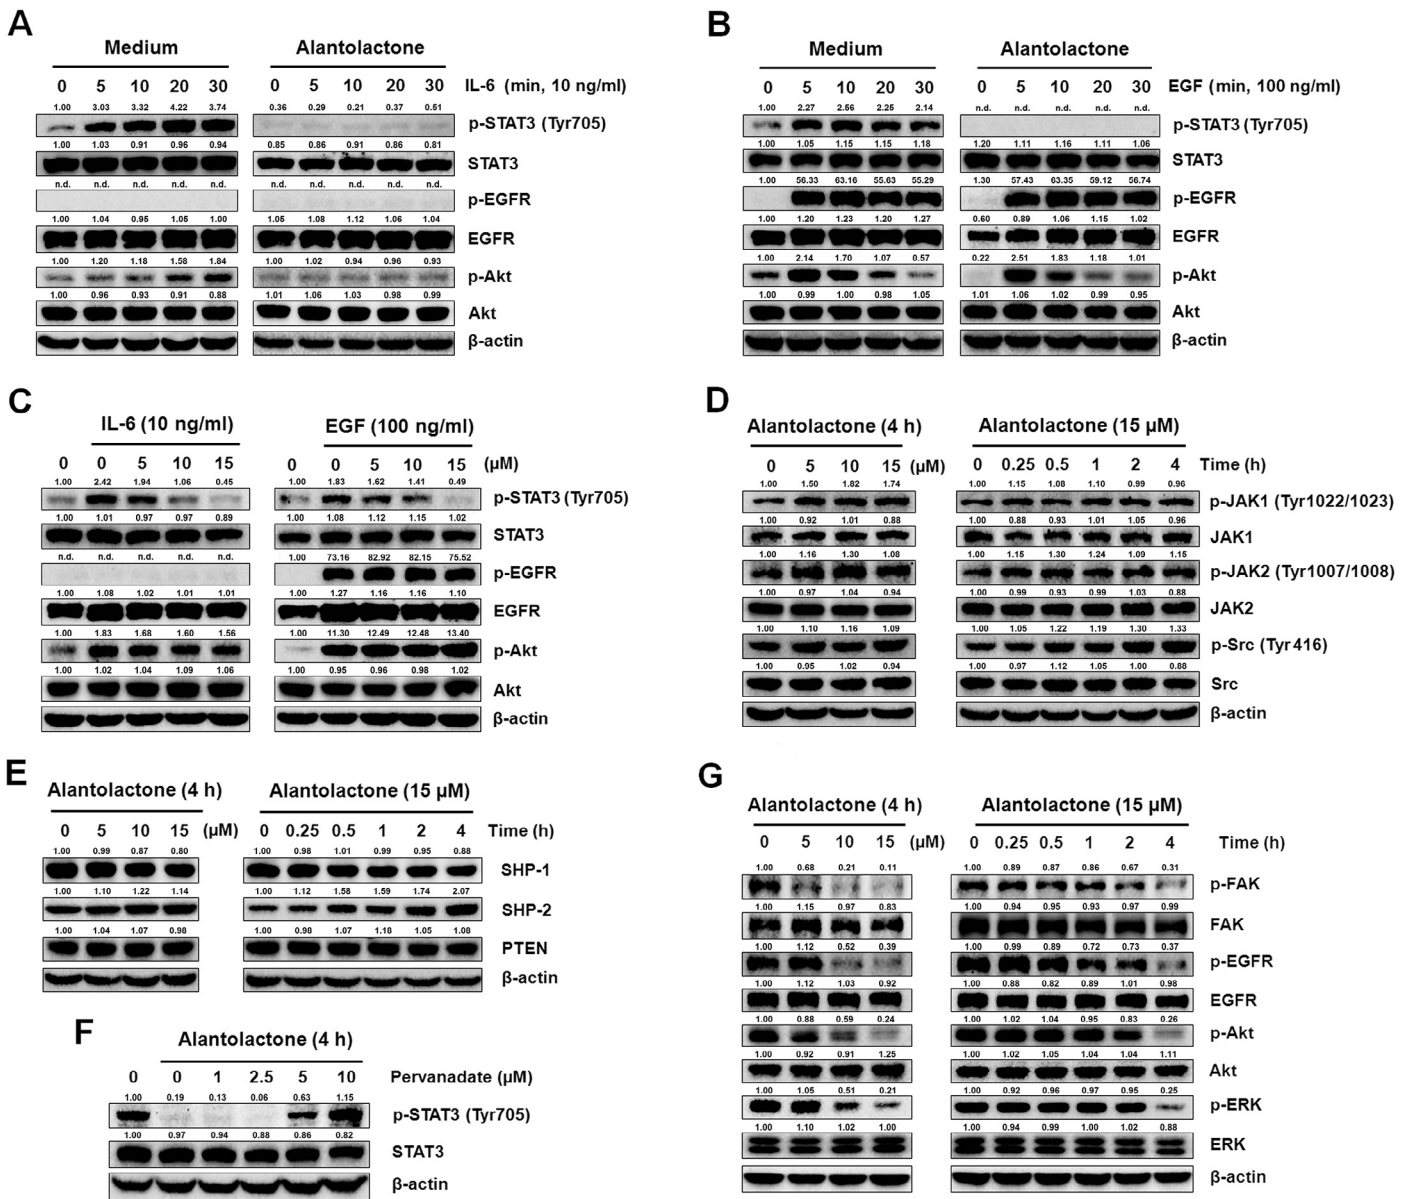 A
Medium Alantolactone
0 5 10 20 30 0 5 10 20 30 IL-6 (min, 10 ng/ml)
1.00 3.03 3.32 4.22 3.74 0.36 0.29 0.21 0.37 0.51
p-STAT3 (Tyr705)
1.00 1.03 0.91 0.96 0.94 0.85 0.86 0.91 0.86 0.81
STAT3
n.d. n.d. n.d. n.d. n.d. n.d. n.d. n.d. n.d. n.d.
p-EGFR
1.00 1.04 0.95 1.05 1.00 1.05 1.08 1.12 1.06 1.04
EGFR
1.00 1.20 1.18 1.58 1.84 1.00 1.02 0.94 0.96 0.93
p-Akt
1.00 0.96 0.93 0.91 0.88 1.01 1.06 1.03 0.98 0.99
Akt
β-actin
B
Medium Alantolactone
0 5 10 20 30 0 5 10 20 30 EGF (min, 100 ng/ml)
1.00 2.27 2.56 2.25 2.14 n.d. n.d. n.d. n.d. n.d.
p-STAT3 (Tyr705)
1.00 1.05 1.15 1.15 1.18 1.20 1.11 1.16 1.11 1.06
STAT3
1.00 56.33 63.16 55.63 55.29 1.30 57.43 63.35 59.12 56.74
p-EGFR
1.00 1.20 1.23 1.20 1.27 0.60 0.89 1.06 1.15 1.02
EGFR
1.00 2.14 1.70 1.07 0.57 0.22 2.51 1.83 1.18 1.01
p-Akt
1.00 0.99 1.00 0.98 1.05 1.01 1.06 1.02 0.99 0.95
Akt
β-actin
C
IL-6 (10 ng/ml) EGF (100 ng/ml)
0 0 5 10 15 0 0 5 10 15 (μM)
1.00 2.42 1.94 1.06 0.45 1.00 1.83 1.62 1.41 0.49
p-STAT3 (Tyr705)
1.00 1.01 0.97 0.97 0.89 1.00 1.08 1.12 1.15 1.02
STAT3
n.d. n.d. n.d. n.d. n.d. 1.00 73.16 82.92 82.15 75.52
p-EGFR
1.00 1.08 1.02 1.01 1.01 1.00 1.27 1.16 1.16 1.10
EGFR
1.00 1.83 1.68 1.60 1.56 1.00 11.30 12.49 12.48 13.40
p-Akt
1.00 1.02 1.04 1.09 1.06 1.00 0.95 0.96 0.98 1.02
Akt
β-actin
D
Alantolactone (4 h) Alantolactone (15 μM)
0 5 10 15 (μM) 0 0.25 0.5 1 2 4 Time (h)
1.00 1.50 1.82 1.74 1.00 1.15 1.08 1.10 0.99 0.96
p-JAK1 (Tyr1022/1023)
1.00 0.92 1.01 0.88 1.00 0.88 0.93 1.01 1.05 0.96
JAK1
1.00 1.16 1.30 1.08 1.00 1.15 1.30 1.24 1.09 1.15
p-JAK2 (Tyr1007/1008)
1.00 0.97 1.04 0.94 1.00 0.99 0.93 0.99 1.03 0.88
JAK2
1.00 1.10 1.16 1.09 1.00 1.05 1.22 1.19 1.30 1.33
p-Src (Tyr 416)
1.00 0.95 1.02 0.94 1.00 0.97 1.12 1.05 1.00 0.88
Src
β-actin
E
Alantolactone (4 h) Alantolactone (15 μM)
0 5 10 15 (μM) 0 0.25 0.5 1 2 4 Time (h)
1.00 0.99 0.87 0.80 1.00 0.98 1.01 0.99 0.95 0.88
SHP-1
1.00 1.10 1.22 1.14 1.00 1.12 1.58 1.59 1.74 2.07
SHP-2
1.00 1.04 1.07 0.98 1.00 0.98 1.07 1.18 1.05 1.08
PTEN
β-actin
F
Alantolactone (4 h)
0 0 1 2.5 5 10 Pervanadate (μM)
1.00 0.19 0.13 0.06 0.63 1.15
p-STAT3 (Tyr705)
1.00 0.97 0.94 0.88 0.86 0.82
STAT3
β-actin
G
Alantolactone (4 h) Alantolactone (15 μM)
0 5 10 15 (μM) 0 0.25 0.5 1 2 4 Time (h)
1.00 0.68 0.21 0.11 1.00 0.89 0.87 0.86 0.67 0.31
p-FAK
1.00 1.15 0.97 0.83 1.00 0.94 0.95 0.93 0.97 0.99
FAK
1.00 1.12 0.52 0.39 1.00 0.99 0.89 0.72 0.73 0.37
p-EGFR
1.00 1.12 1.03 0.92 1.00 0.88 0.82 0.89 1.01 0.98
EGFR
1.00 0.88 0.59 0.24 1.00 1.02 1.04 0.95 0.83 0.26
p-Akt
1.00 0.92 0.91 1.25 1.00 1.02 1.05 1.04 1.04 1.11
Akt
1.00 1.05 0.51 0.21 1.00 0.92 0.96 0.97 0.95 0.25
p-ERK
1.00 1.10 1.02 1.00 1.00 0.94 0.99 1.00 1.02 0.88
ERK
β-actin